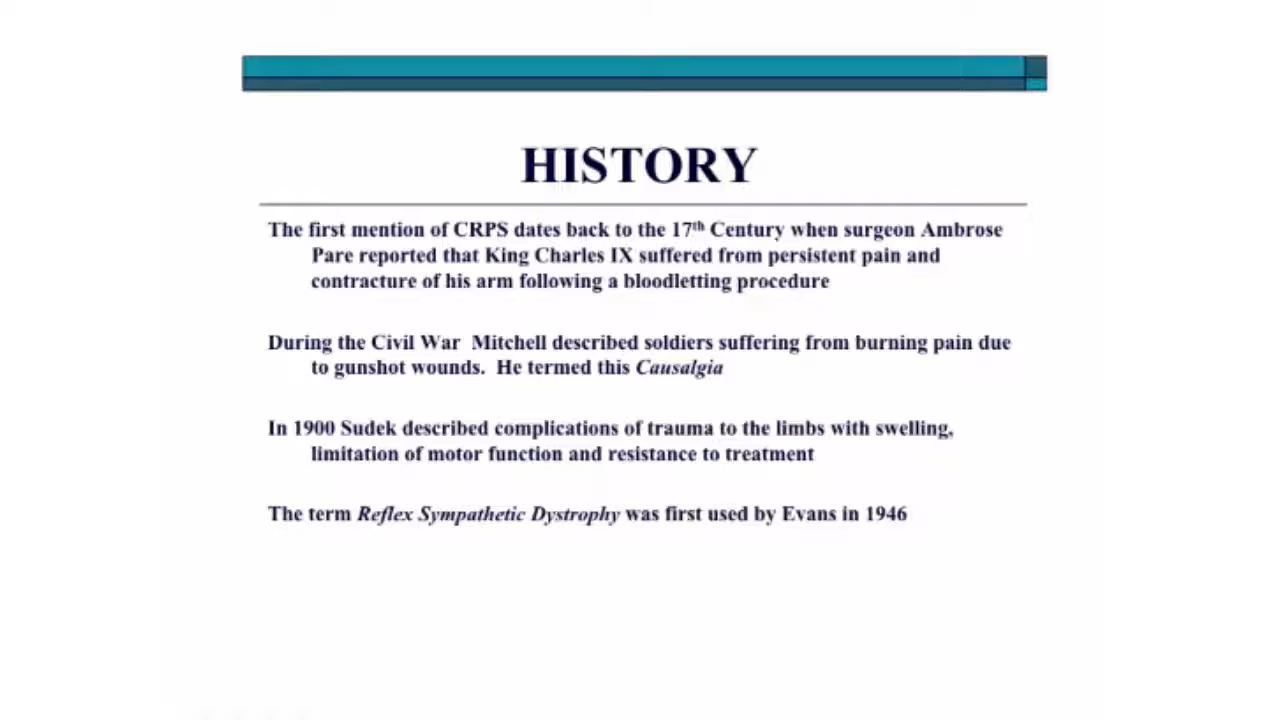 HISTORY
The first mention of CRPS dates back to the 17th Century when surgeon Ambrose
Pare reported that King Charles IX suffered from persistent pain and
contracture of his arm following a bloodletting procedure
During the Civil War  Mitchell described soldiers suffering from burning pain due
to gunshot wounds.  He termed this Causalgia
In 1900 Sudek described complications of trauma to the limbs with swelling,
limitation of motor function and resistance to treatment
The term Reflex Sympathetic Dystrophy was first used by Evans in 1946